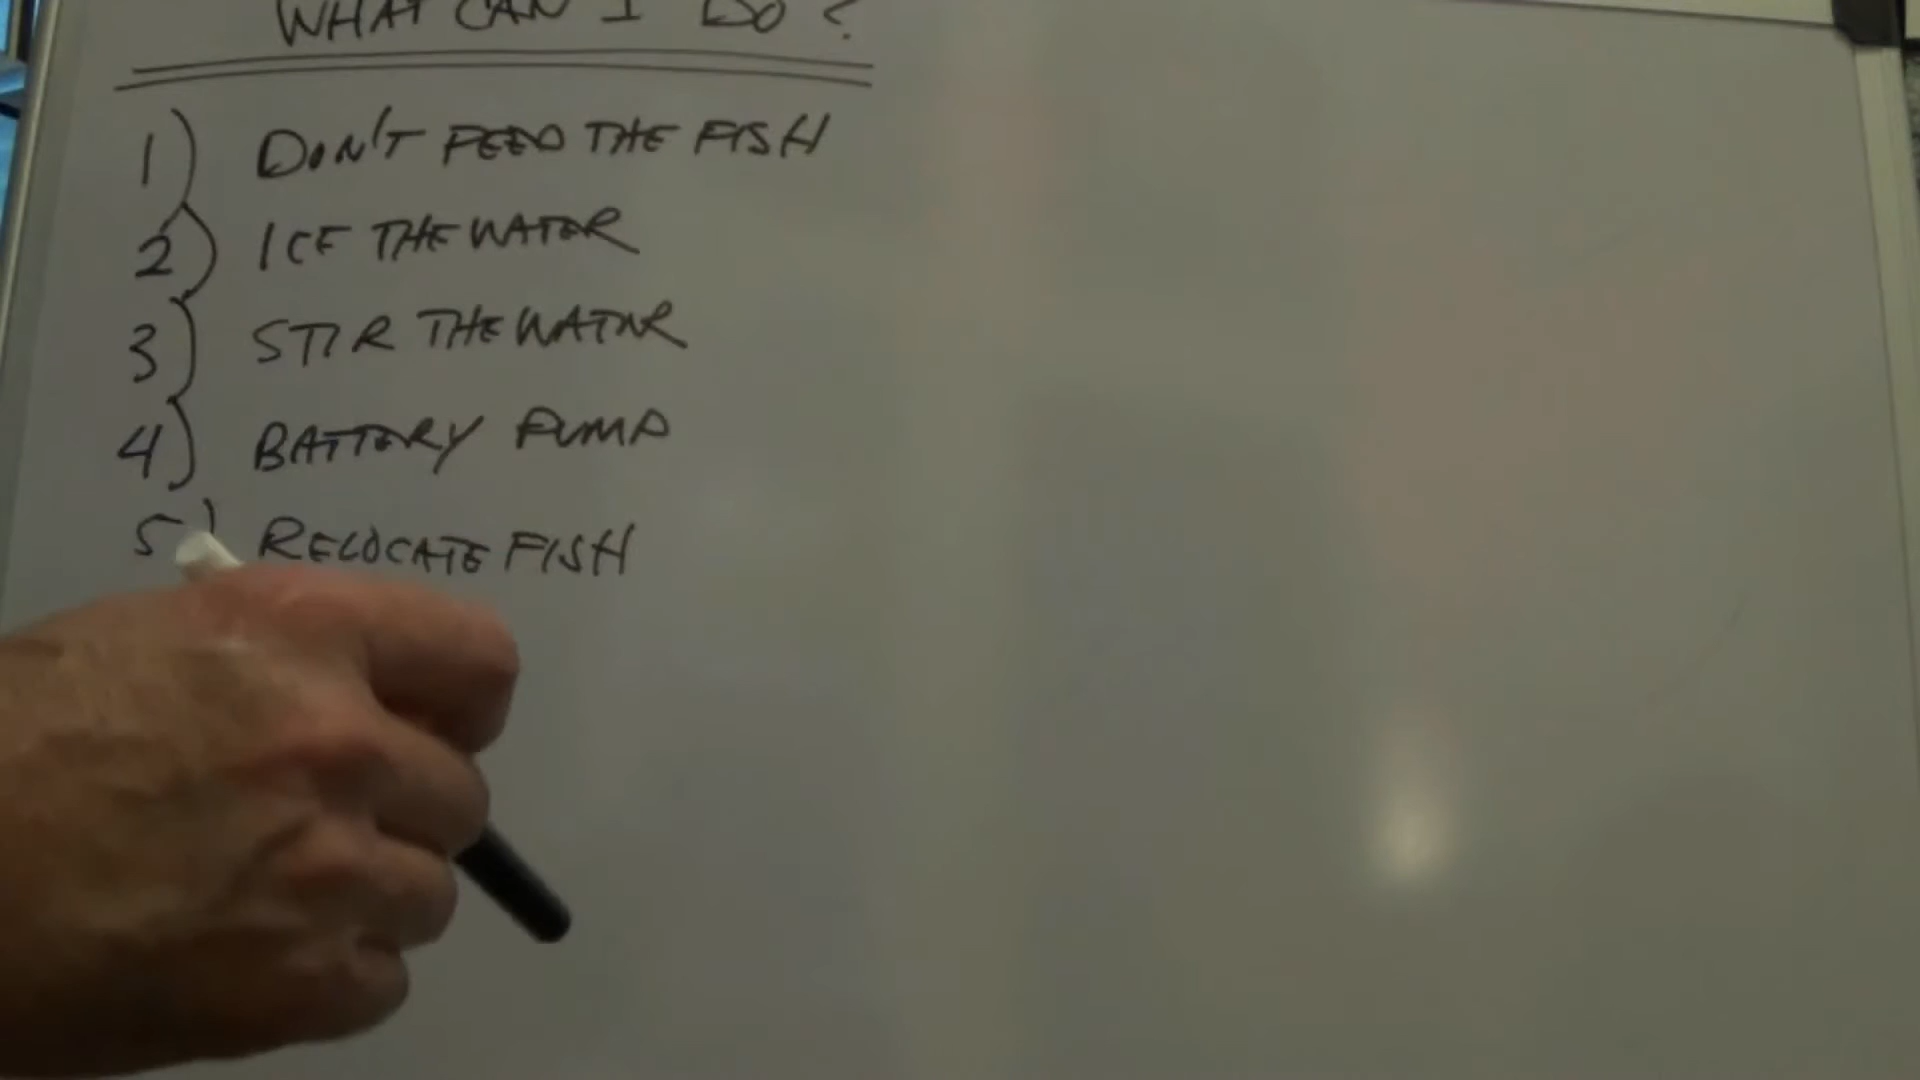 WHAT CAN I DO?
1) DON'T FEED THE FISH
2) ICE THE WATER
3) STIR THE WATER
4) BATTERY PUMP
5) RELOCATE FISH